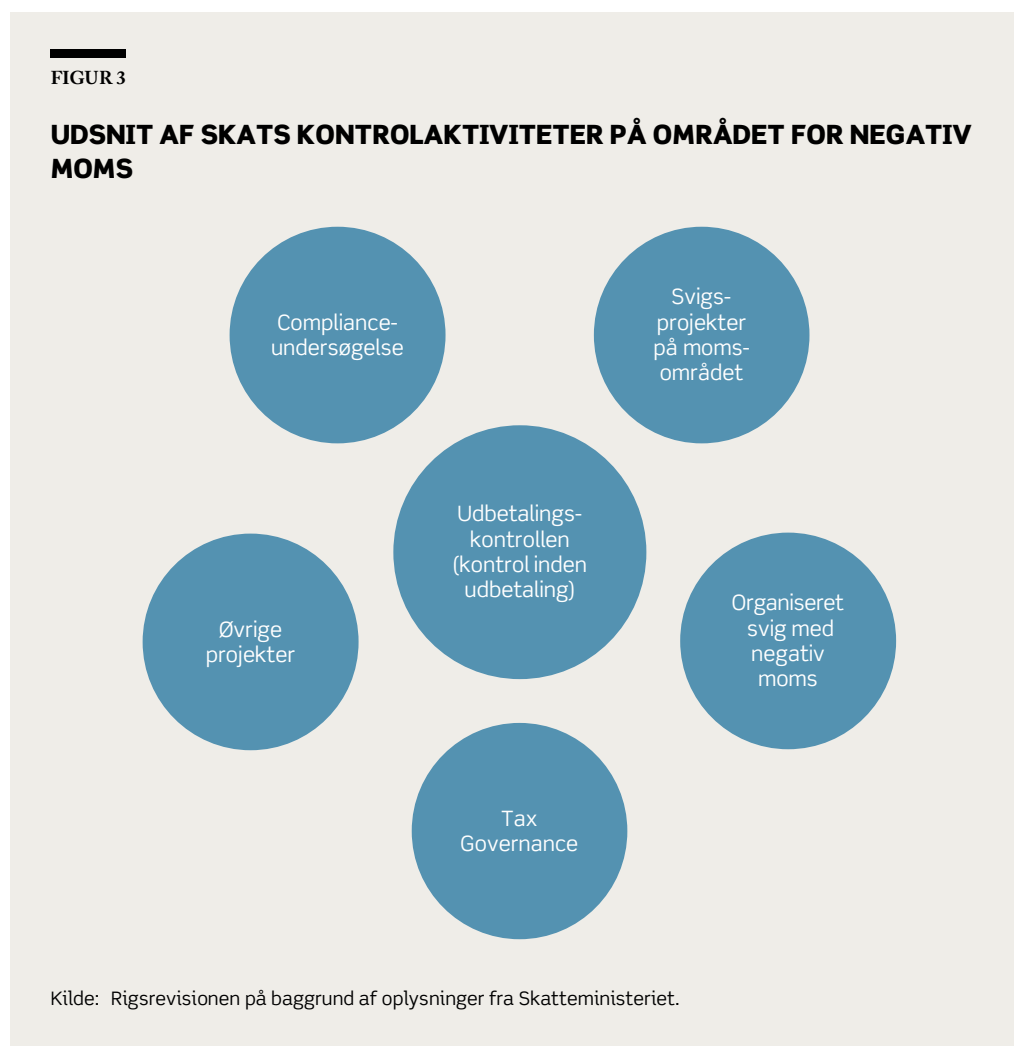 FIGUR 3
UDSNIT AF SKATS KONTROLAKTIVITETER PÅ OMRÅDET FOR NEGATIV
MOMS
Compliance-
undersøgelse
Svigs-
projekter
på moms-
området
Udbetalings-
kontrollen
(kontrol inden
udbetaling)
Øvrige
projekter
Organiseret
svig med
negativ
moms
Tax
Governance
Kilde: Rigsrevisionen på baggrund af oplysninger fra Skatteministeriet.